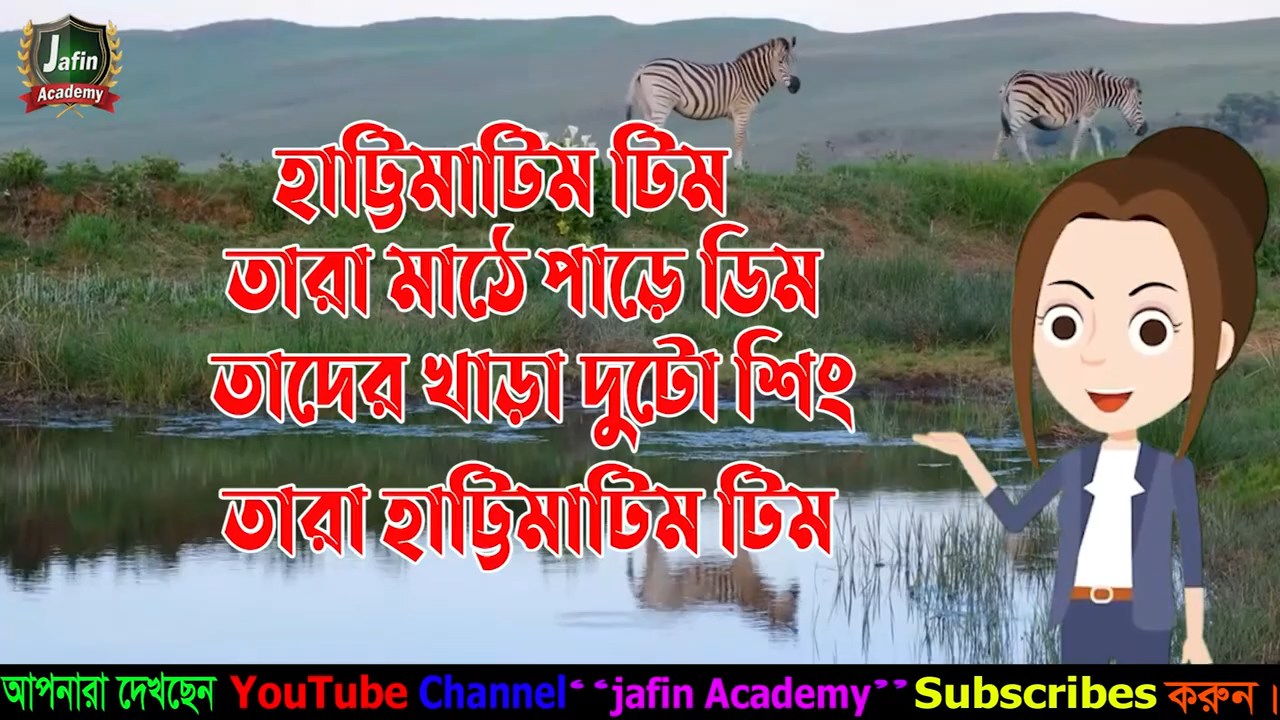 Jafin
Academy
হাট্টিমাটিম টিম
তারা মাঠে পাড়ে ডিম
তাদের খাড়া দুটো শিং
তারা হাট্টিমাটিম টিম
আপনারা দেখছেন YouTube Channel``jafin Academy´´ Subscribes করুন।